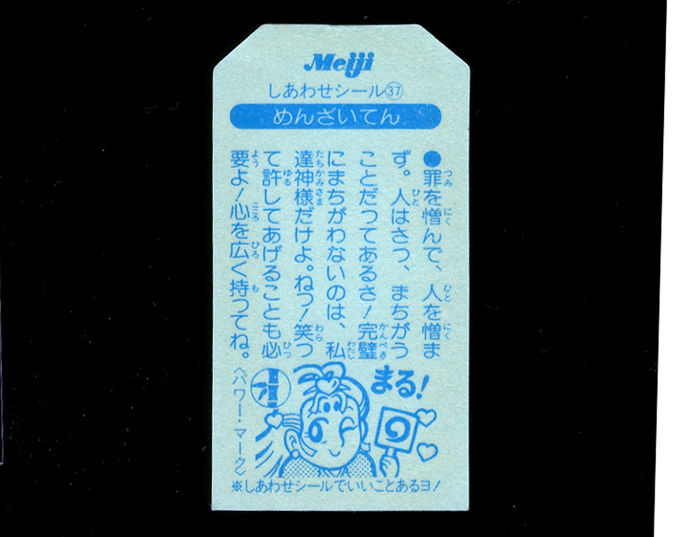 Meiji
しあわせシール㊲
めんざいてん
●罪を憎んで、人を憎ま
ず。人はさっ、まちがう
ことだってあるさ！完璧
にまちがわないのは、私
達神様だけよ。ねっ！笑っ
て許してあげることも必
要よ！心を広く持ってね。
まる！
〈パワー・マーク〉
※しあわせシールでいいことあるヨ！